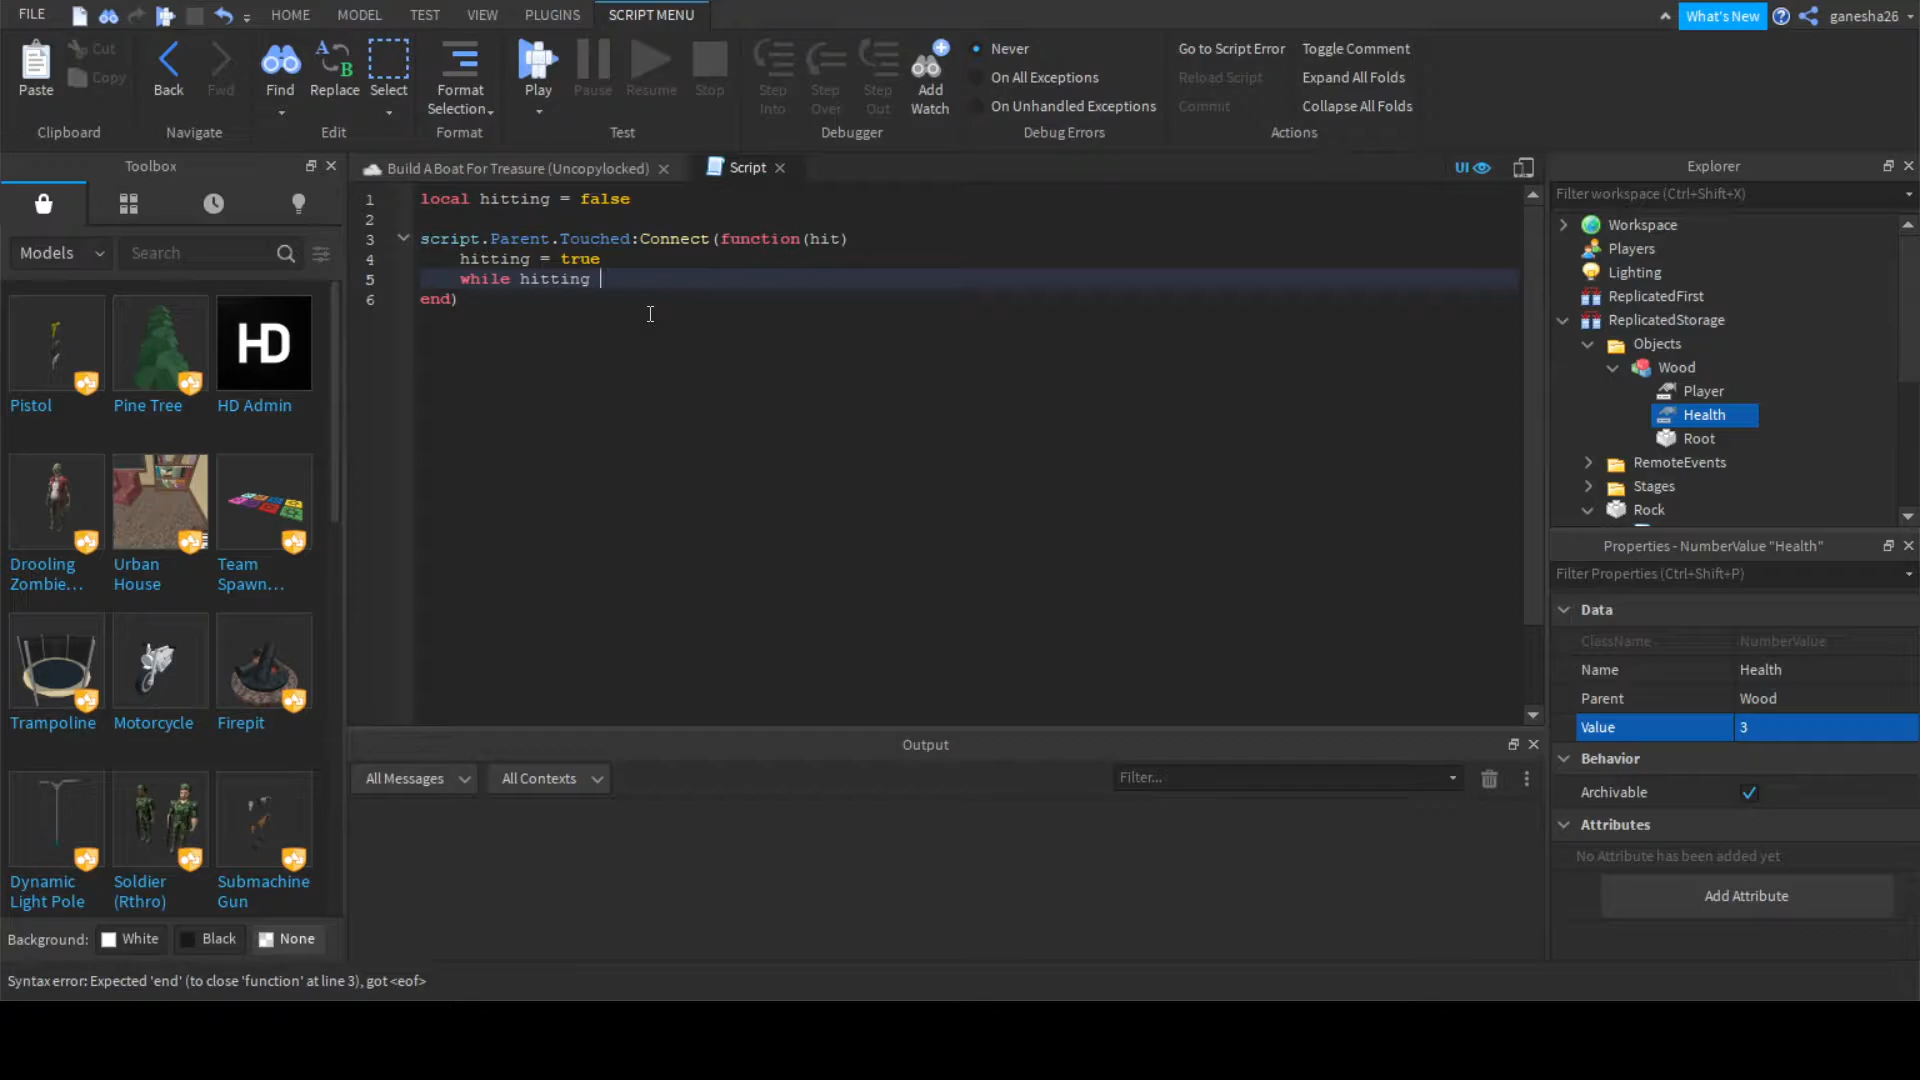 FILE
HOME
MODEL
TEST
VIEW
PLUGINS
SCRIPT MENU
What's New
ganesha26
Paste
Cut
Copy
Clipboard
Back
Fwd
Navigate
Find
Replace
Select
Edit
Format
Selection
Format
Play
Pause
Resume
Stop
Test
Step
Into
Step
Over
Step
Out
Add
Watch
Debugger
Never
On All Exceptions
On Unhandled Exceptions
Debug Errors
Go to Script Error
Reload Script
Commit
Toggle Comment
Expand All Folds
Collapse All Folds
Actions
Toolbox
Models
Search
Pistol
Pine Tree
HD
HD Admin
Drooling
Zombie...
Urban
House
Team
Spawn...
Trampoline
Motorcycle
Firepit
Dynamic
Light Pole
Soldier
(Rthro)
Submachine
Gun
Background:
White
Black
None
Build A Boat For Treasure (Uncopylocked)
Script
UI
1 local hitting = false
2
3 script.Parent.Touched:Connect(function(hit)
4 hitting = true
5 while hitting
6 end)
Output
All Messages
All Contexts
Filter...
Explorer
Filter workspace (Ctrl+Shift+X)
Workspace
Players
Lighting
ReplicatedFirst
ReplicatedStorage
Objects
Wood
Player
Health
Root
RemoteEvents
Stages
Rock
Properties - NumberValue "Health"
Filter Properties (Ctrl+Shift+P)
Data
ClassName NumberValue
Name Health
Parent Wood
Value 3
Behavior
Archivable
Attributes
No Attribute has been added yet
Add Attribute
Syntax error: Expected 'end' (to close 'function' at line 3), got <eof>